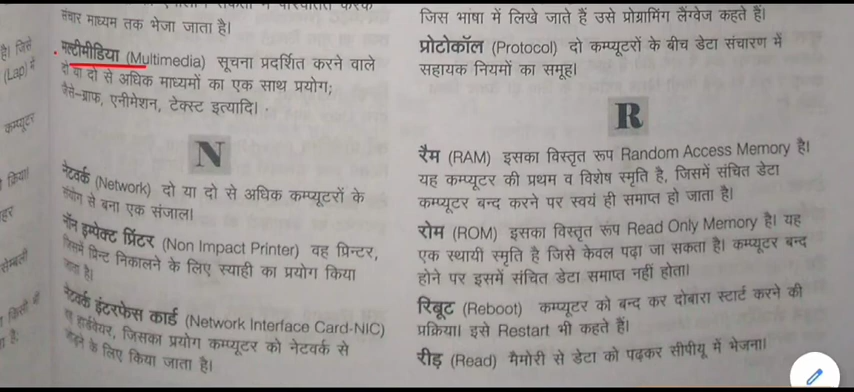 संचार माध्यम तक भेजा जाता है।
मल्टीमीडिया (Multimedia) सूचना प्रदर्शित करने वाले
दो या दो से अधिक माध्यमों का एक साथ प्रयोग;
जैसे-ग्राफ, एनीमेशन, टेक्स्ट इत्यादि।
N
नेटवर्क (Network) दो या दो से अधिक कम्प्यूटरों के
संयोग से बना एक संजाल।
नॉन इम्पेक्ट प्रिंटर (Non Impact Printer) वह प्रिन्टर,
जिसमें प्रिन्ट निकालने के लिए स्याही का प्रयोग किया
जाता है।
नेटवर्क इंटरफेस कार्ड (Network Interface Card-NIC)
हार्डवेयर, जिसका प्रयोग कम्प्यूटर को नेटवर्क से
जोड़ने के लिए किया जाता है।
जिस भाषा में लिखे जाते हैं उसे प्रोग्रामिंग लैंग्वेज कहते हैं।
प्रोटोकॉल (Protocol) दो कम्प्यूटरों के बीच डेटा संचारण में
सहायक नियमों का समूह।
R
रैम (RAM) इसका विस्तृत रूप Random Access Memory है।
यह कम्प्यूटर की प्रथम व विशेष स्मृति है, जिसमें संचित डेटा
कम्प्यूटर बन्द करने पर स्वयं ही समाप्त हो जाता है।
रोम (ROM) इसका विस्तृत रूप Read Only Memory है। यह
एक स्थायी स्मृति है जिसे केवल पढ़ा जा सकता है। कम्प्यूटर बन्द
होने पर इसमें संचित डेटा समाप्त नहीं होता।
रिबूट (Reboot) कम्प्यूटर को बन्द कर दोबारा स्टार्ट करने की
प्रक्रिया। इसे Restart भी कहते हैं।
रीड (Read) मैमोरी से डेटा को पढ़कर सीपीयू में भेजना।
है। जिसे
(Lap) में
कम्प्यूटर